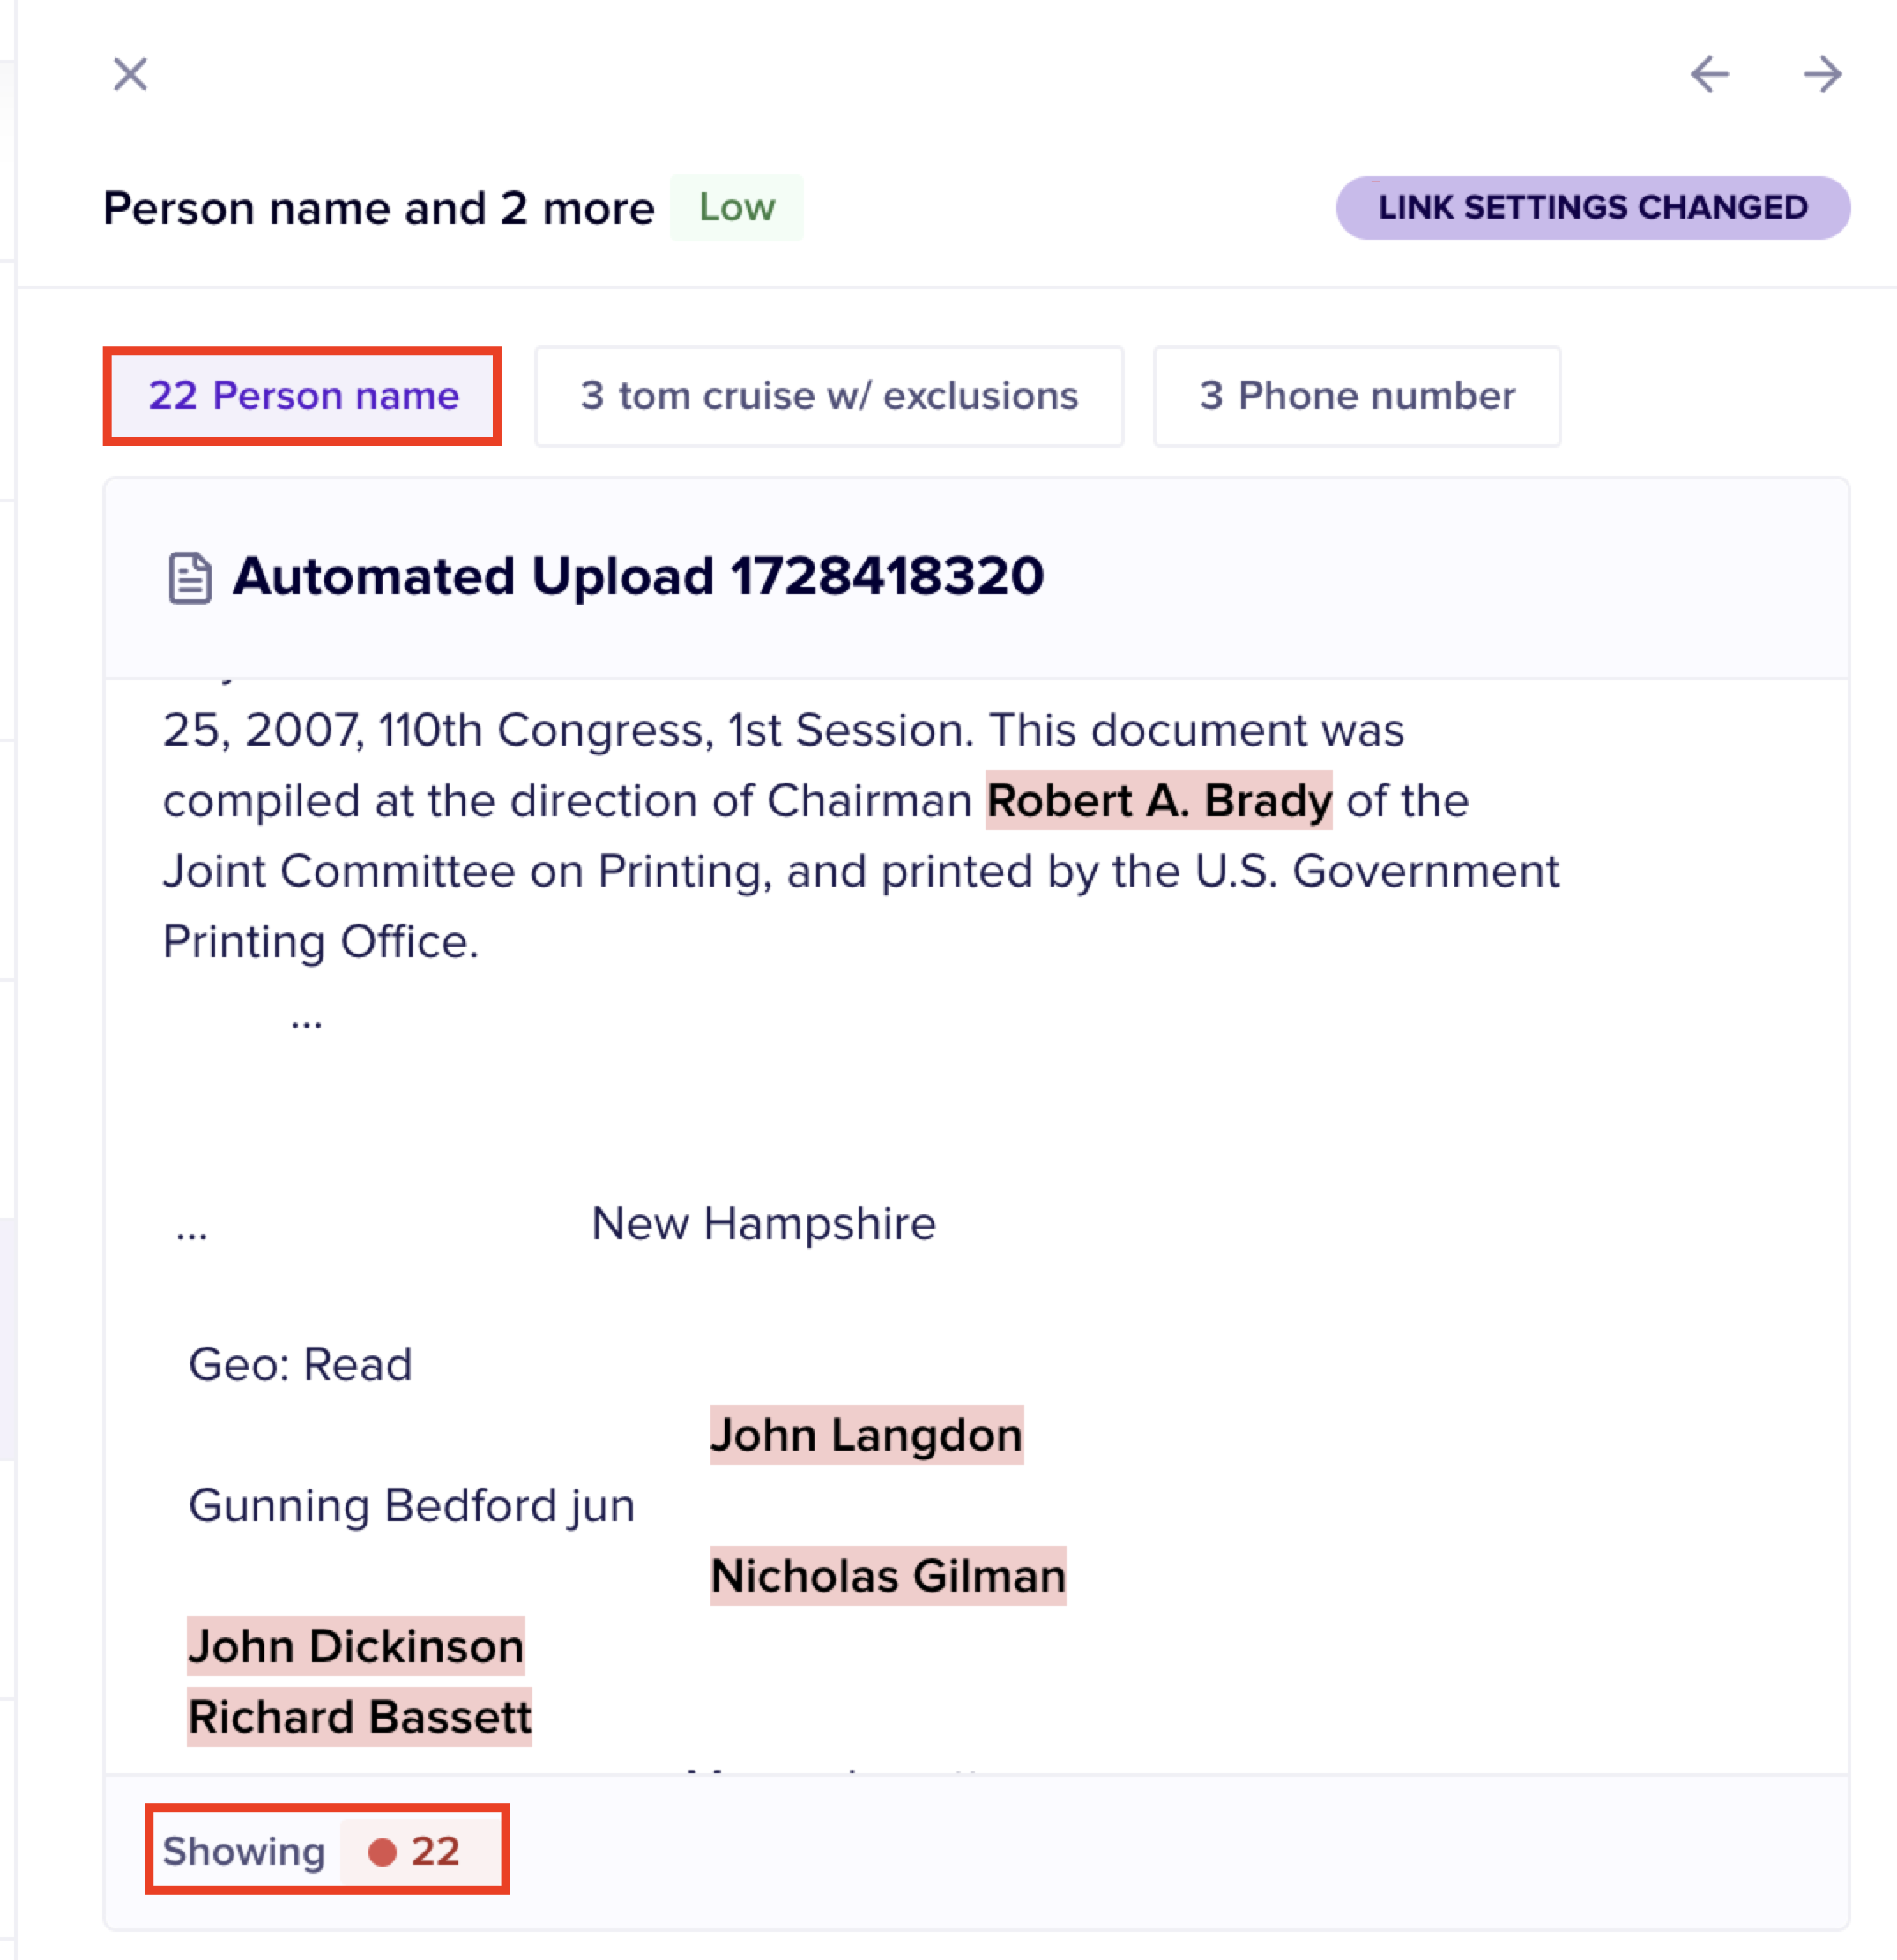 Person name and 2 more Low LINK SETTINGS CHANGED
22 Person name 3 tom cruise w/ exclusions 3 Phone number
Automated Upload 1728418320
25, 2007, 110th Congress, 1st Session. This document was
compiled at the direction of Chairman Robert A. Brady of the
Joint Committee on Printing, and printed by the U.S. Government
Printing Office.
...
... New Hampshire
Geo: Read
John Langdon
Gunning Bedford jun
Nicholas Gilman
John Dickinson
Richard Bassett
Showing 22